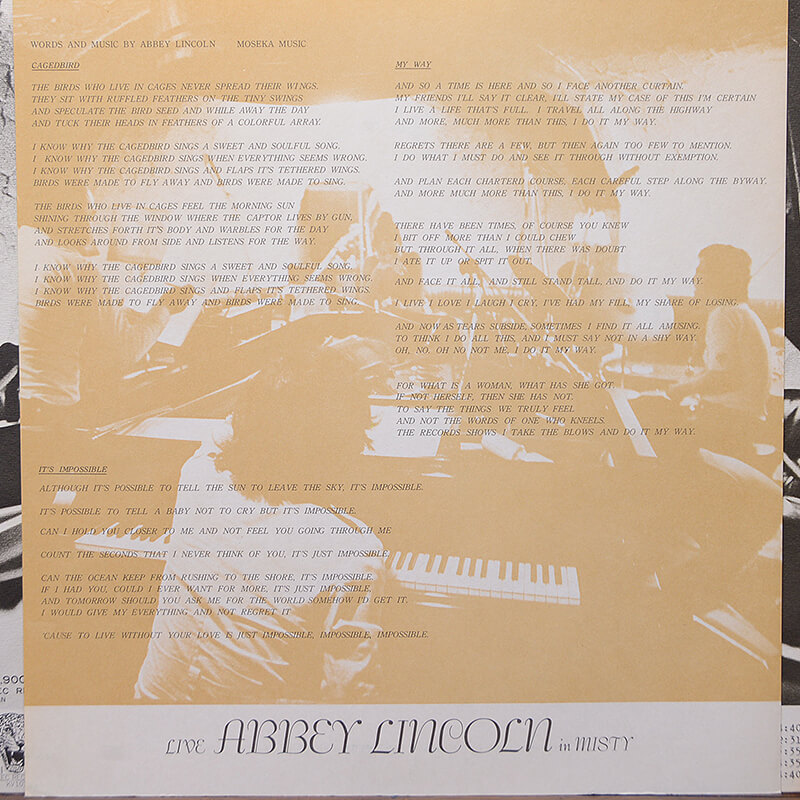 WORDS AND MUSIC BY ABBEY LINCOLN MOSEKA MUSIC
CAGEDBIRD
THE BIRDS WHO LIVE IN CAGES NEVER SPREAD THEIR WINGS.
THEY SIT WITH RUFFLED FEATHERS ON THE TINY SWINGS
AND SPECULATE THE BIRD SEED AND WHILE AWAY THE DAY
AND TUCK THEIR HEADS IN FEATHERS OF A COLORFUL ARRAY.
I KNOW WHY THE CAGEDBIRD SINGS A SWEET AND SOULFUL SONG.
I KNOW WHY THE CAGEDBIRD SINGS WHEN EVERYTHING SEEMS WRONG.
I KNOW WHY THE CAGEDBIRD SINGS AND FLAPS IT'S TETHERED WINGS.
BIRDS WERE MADE TO FLY AWAY AND BIRDS WERE MADE TO SING.
THE BIRDS WHO LIVE IN CAGES FEEL THE MORNING SUN
SHINING THROUGH THE WINDOW WHERE THE CAPTOR LIVES BY GUN,
AND STRETCHES FORTH IT'S BODY AND WARBLES FOR THE DAY
AND LOOKS AROUND FROM SIDE AND LISTENS FOR THE WAY.
I KNOW WHY THE CAGEDBIRD SINGS A SWEET AND SOULFUL SONG.
I KNOW WHY THE CAGEDBIRD SINGS WHEN EVERYTHING SEEMS WRONG.
I KNOW WHY THE CAGEDBIRD SINGS AND FLAPS IT'S TETHERED WINGS.
BIRDS WERE MADE TO FLY AWAY AND BIRDS WERE MADE TO SING.
IT'S IMPOSSIBLE
ALTHOUGH IT'S POSSIBLE TO TELL THE SUN TO LEAVE THE SKY, IT'S IMPOSSIBLE.
IT'S POSSIBLE TO TELL A BABY NOT TO CRY BUT IT'S IMPOSSIBLE.
CAN I HOLD YOU CLOSER TO ME AND NOT FEEL YOU GOING THROUGH ME
COUNT THE SECONDS THAT I NEVER THINK OF YOU, IT'S JUST IMPOSSIBLE.
CAN THE OCEAN KEEP FROM RUSHING TO THE SHORE, IT'S IMPOSSIBLE.
IF I HAD YOU, COULD I EVER WANT FOR MORE, IT'S JUST IMPOSSIBLE,
AND TOMORROW SHOULD YOU ASK ME FOR THE WORLD SOMEHOW I'D GET IT.
I WOULD GIVE MY EVERYTHING AND NOT REGRET IT
'CAUSE TO LIVE WITHOUT YOUR LOVE IS JUST IMPOSSIBLE, IMPOSSIBLE, IMPOSSIBLE.
MY WAY
AND SO A TIME IS HERE AND SO I FACE ANOTHER CURTAIN.
MY FRIENDS I'LL SAY IT CLEAR, I'LL STATE MY CASE OF THIS I'M CERTAIN
I LIVE A LIFE THAT'S FULL. I TRAVEL ALL ALONG THE HIGHWAY
AND MORE, MUCH MORE THAN THIS, I DO IT MY WAY.
REGRETS THERE ARE A FEW, BUT THEN AGAIN TOO FEW TO MENTION.
I DO WHAT I MUST DO AND SEE IT THROUGH WITHOUT EXEMPTION.
AND PLAN EACH CHARTERD COURSE, EACH CAREFUL STEP ALONG THE BYWAY.
AND MORE MUCH MORE THAN THIS, I DO IT MY WAY.
THERE HAVE BEEN TIMES, OF COURSE YOU KNEW
I BIT OFF MORE THAN I COULD CHEW
BUT THROUGH IT ALL, WHEN THERE WAS DOUBT
I ATE IT UP OR SPIT IT OUT.
AND FACE IT ALL, AND STILL STAND TALL, AND DO IT MY WAY.
I LIVE I LOVE I LAUGH I CRY, I'VE HAD MY FILL, MY SHARE OF LOSING.
AND NOW AS TEARS SUBSIDE, SOMETIMES I FIND IT ALL AMUSING.
TO THINK I DO ALL THIS, AND I MUST SAY NOT IN A SHY WAY.
OH, NO, OH NO NOT ME, I DO IT MY WAY.
FOR WHAT IS A WOMAN, WHAT HAS SHE GOT
IF NOT HERSELF, THEN SHE HAS NOT.
TO SAY THE THINGS WE TRULY FEEL
AND NOT THE WORDS OF ONE WHO KNEELS.
THE RECORDS SHOWS I TAKE THE BLOWS AND DO IT MY WAY.
LIVE ABBEY LINCOLN in MISTY